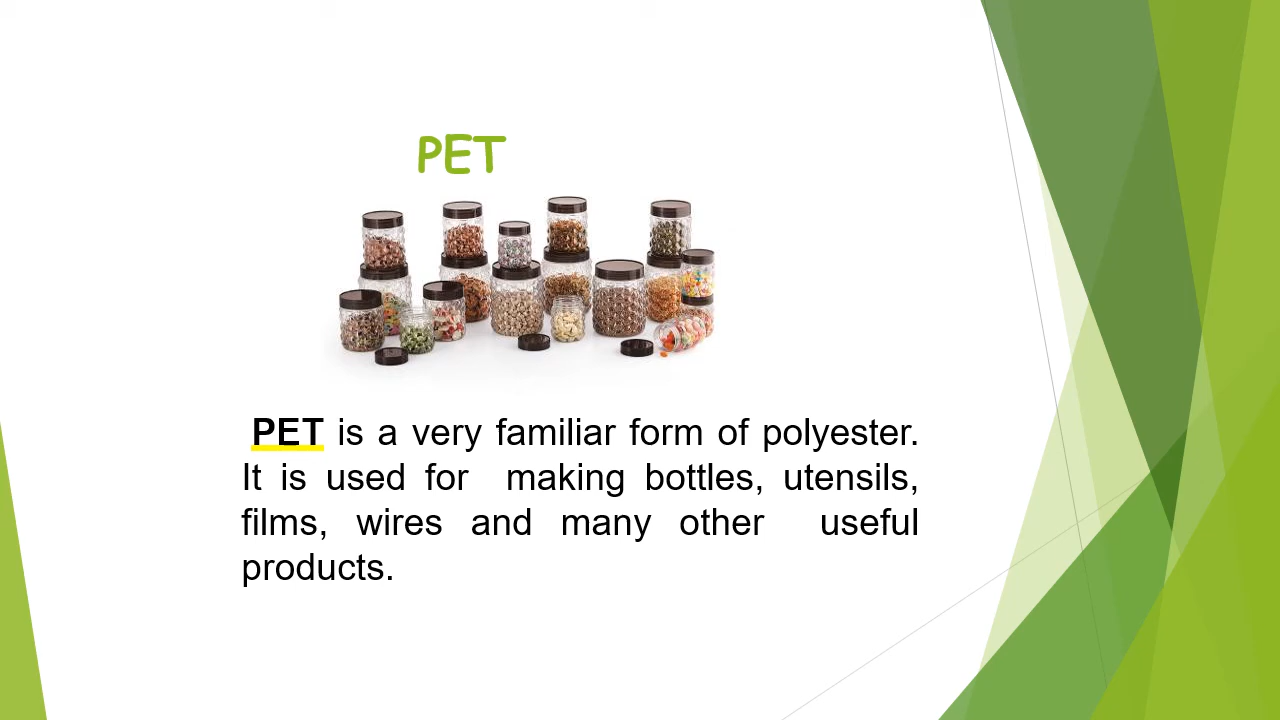 PET
PET is a very familiar form of polyester.
It is used for making bottles, utensils,
films, wires and many other useful
products.